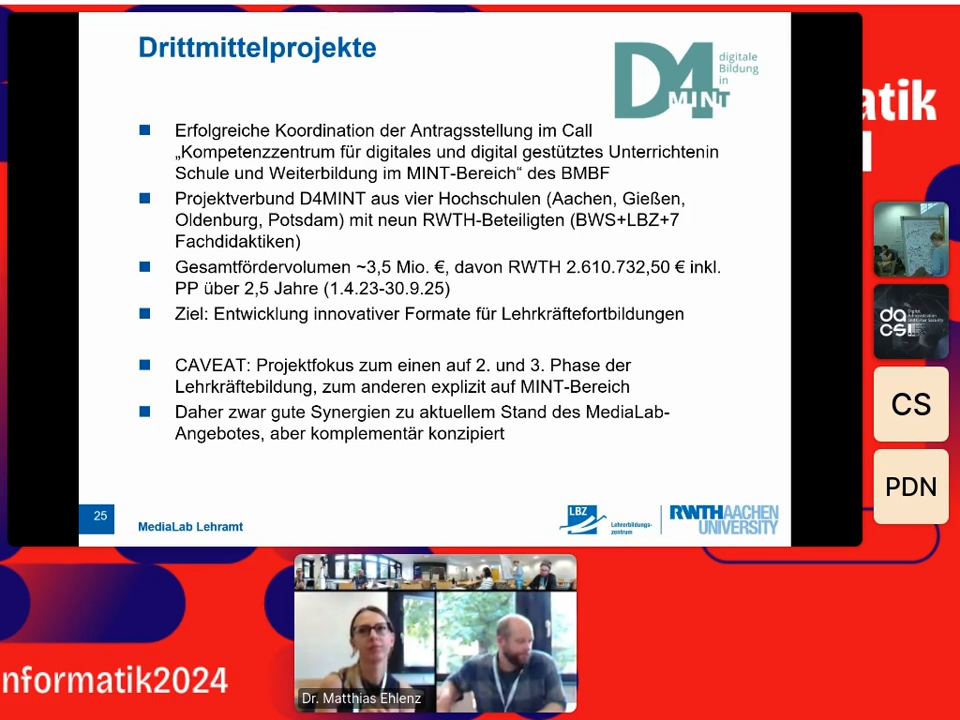 Drittmittelprojekte
digitale
Bildung
in
D4
MINT
Erfolgreiche Koordination der Antragsstellung im Call
„Kompetenzzentrum für digitales und digital gestütztes Unterrichtenin
Schule und Weiterbildung im MINT-Bereich“ des BMBF
Projektverbund D4MINT aus vier Hochschulen (Aachen, Gießen,
Oldenburg, Potsdam) mit neun RWTH-Beteiligten (BWS+LBZ+7
Fachdidaktiken)
Gesamtfördervolumen ~3,5 Mio. €, davon RWTH 2.610.732,50 € inkl.
PP über 2,5 Jahre (1.4.23-30.9.25)
Ziel: Entwicklung innovativer Formate für Lehrkräftefortbildungen
CAVEAT: Projektfokus zum einen auf 2. und 3. Phase der
Lehrkräftebildung, zum anderen explizit auf MINT-Bereich
Daher zwar gute Synergien zu aktuellem Stand des MediaLab-
Angebotes, aber komplementär konzipiert
25
MediaLab Lehramt
LBZ
Lehrerbildungs-
zentrum
RWTHAACHEN
UNIVERSITY
atik
CS
PDN
Dr. Matthias Ehlenz
nformatik2024